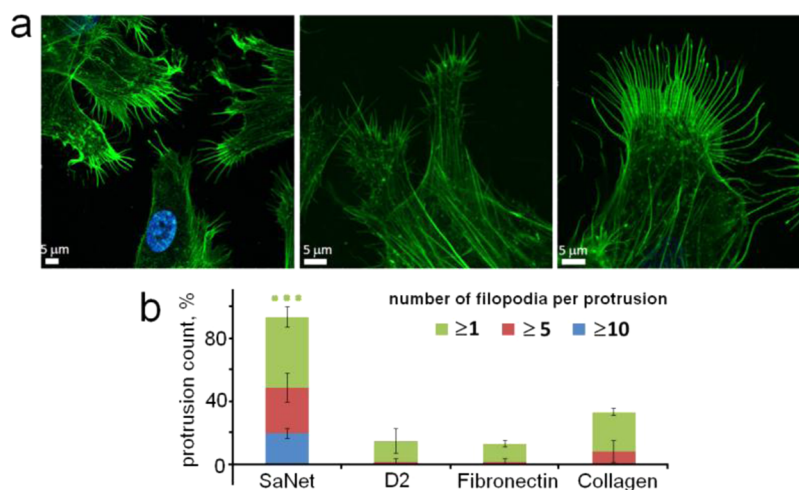 a
5 µm
5 µm
5 µm
b
number of filopodia per protrusion
≥1 ≥5 ≥10
protrusion count, %
80
40
0
SaNet D2 Fibronectin Collagen